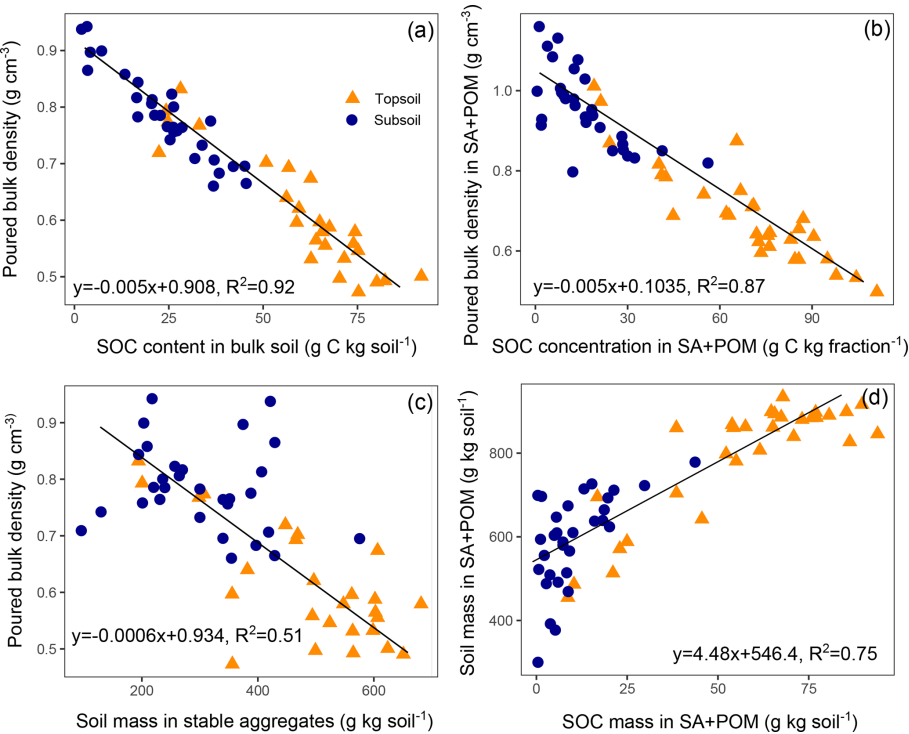 (a)
Poured bulk density (g cm⁻³)
0.9
0.8
0.7
0.6
0.5
Topsoil
Subsoil
y=-0.005x+0.908, R²=0.92
0 25 50 75
SOC content in bulk soil (g C kg soil⁻¹)
(b)
Poured bulk density in SA+POM (g cm⁻³)
1.0
0.8
0.6
y=-0.005x+0.1035, R²=0.87
0 30 60 90
SOC concentration in SA+POM (g C kg fraction⁻¹)
(c)
Poured bulk density (g cm⁻³)
0.9
0.8
0.7
0.6
0.5
y=-0.0006x+0.934, R²=0.51
200 400 600
Soil mass in stable aggregates (g kg soil⁻¹)
(d)
Soil mass in SA+POM (g kg soil⁻¹)
800
600
400
y=4.48x+546.4, R²=0.75
0 25 50 75
SOC mass in SA+POM (g kg soil⁻¹)